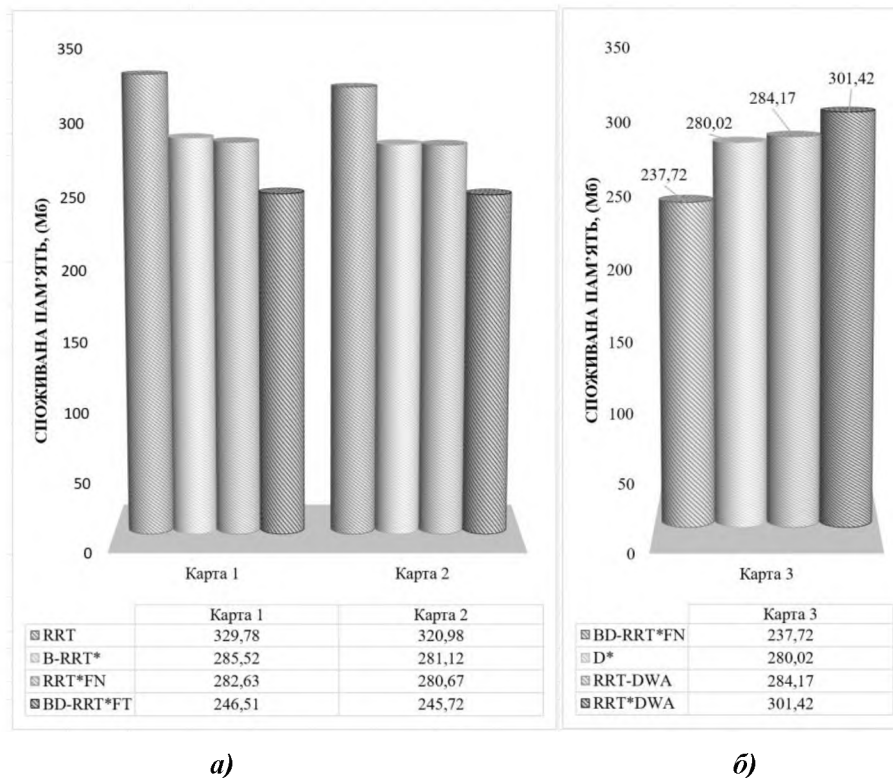 СПОЖИВАНА ПАМ'ЯТЬ, (Мб)
350
300
250
200
150
100
50
0
Карта 1 Карта 2
Карта 1 Карта 2
RRT 329,78 320,98
B-RRT* 285,52 281,12
RRT*FN 282,63 280,67
BD-RRT*FT 246,51 245,72
а)
СПОЖИВАНА ПАМ'ЯТЬ, (Мб)
350
300
250
200
150
100
50
0
237,72
280,02
284,17
301,42
Карта 3
Карта 3
BD-RRT*FN 237,72
D* 280,02
RRT-DWA 284,17
RRT*DWA 301,42
б)